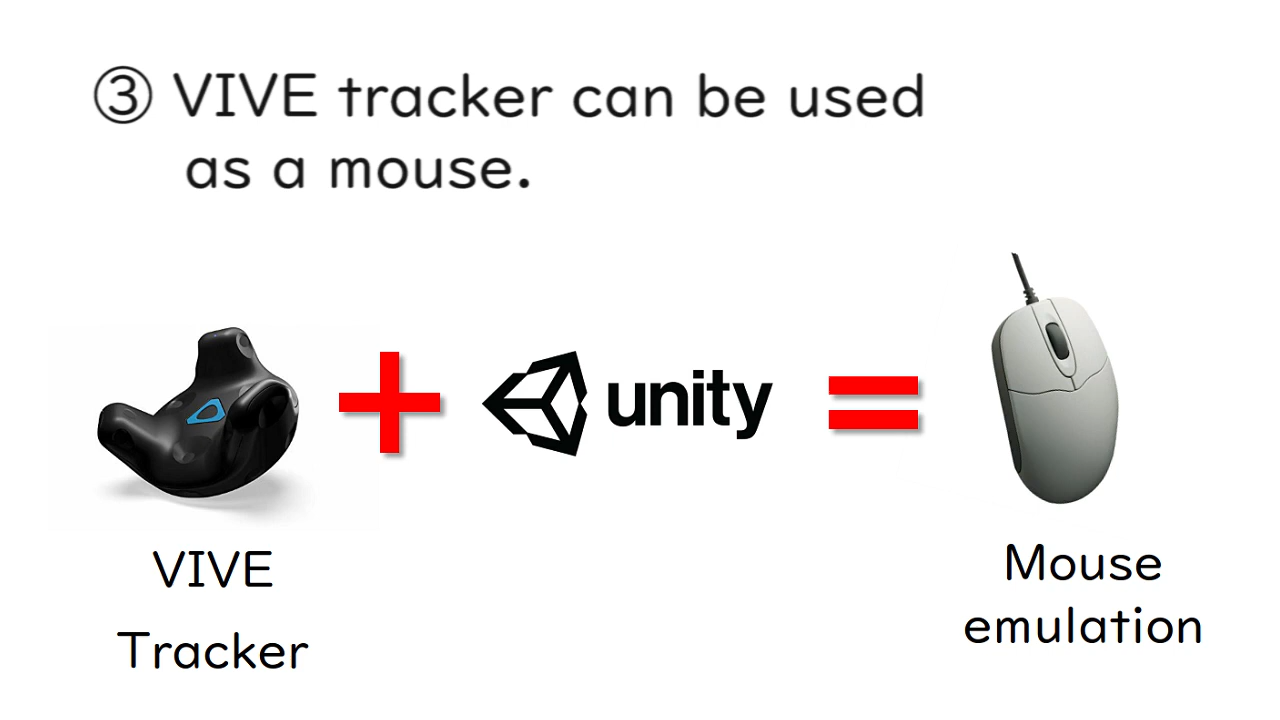 ③ VIVE tracker can be used
as a mouse.
unity
VIVE
Tracker
Mouse
emulation